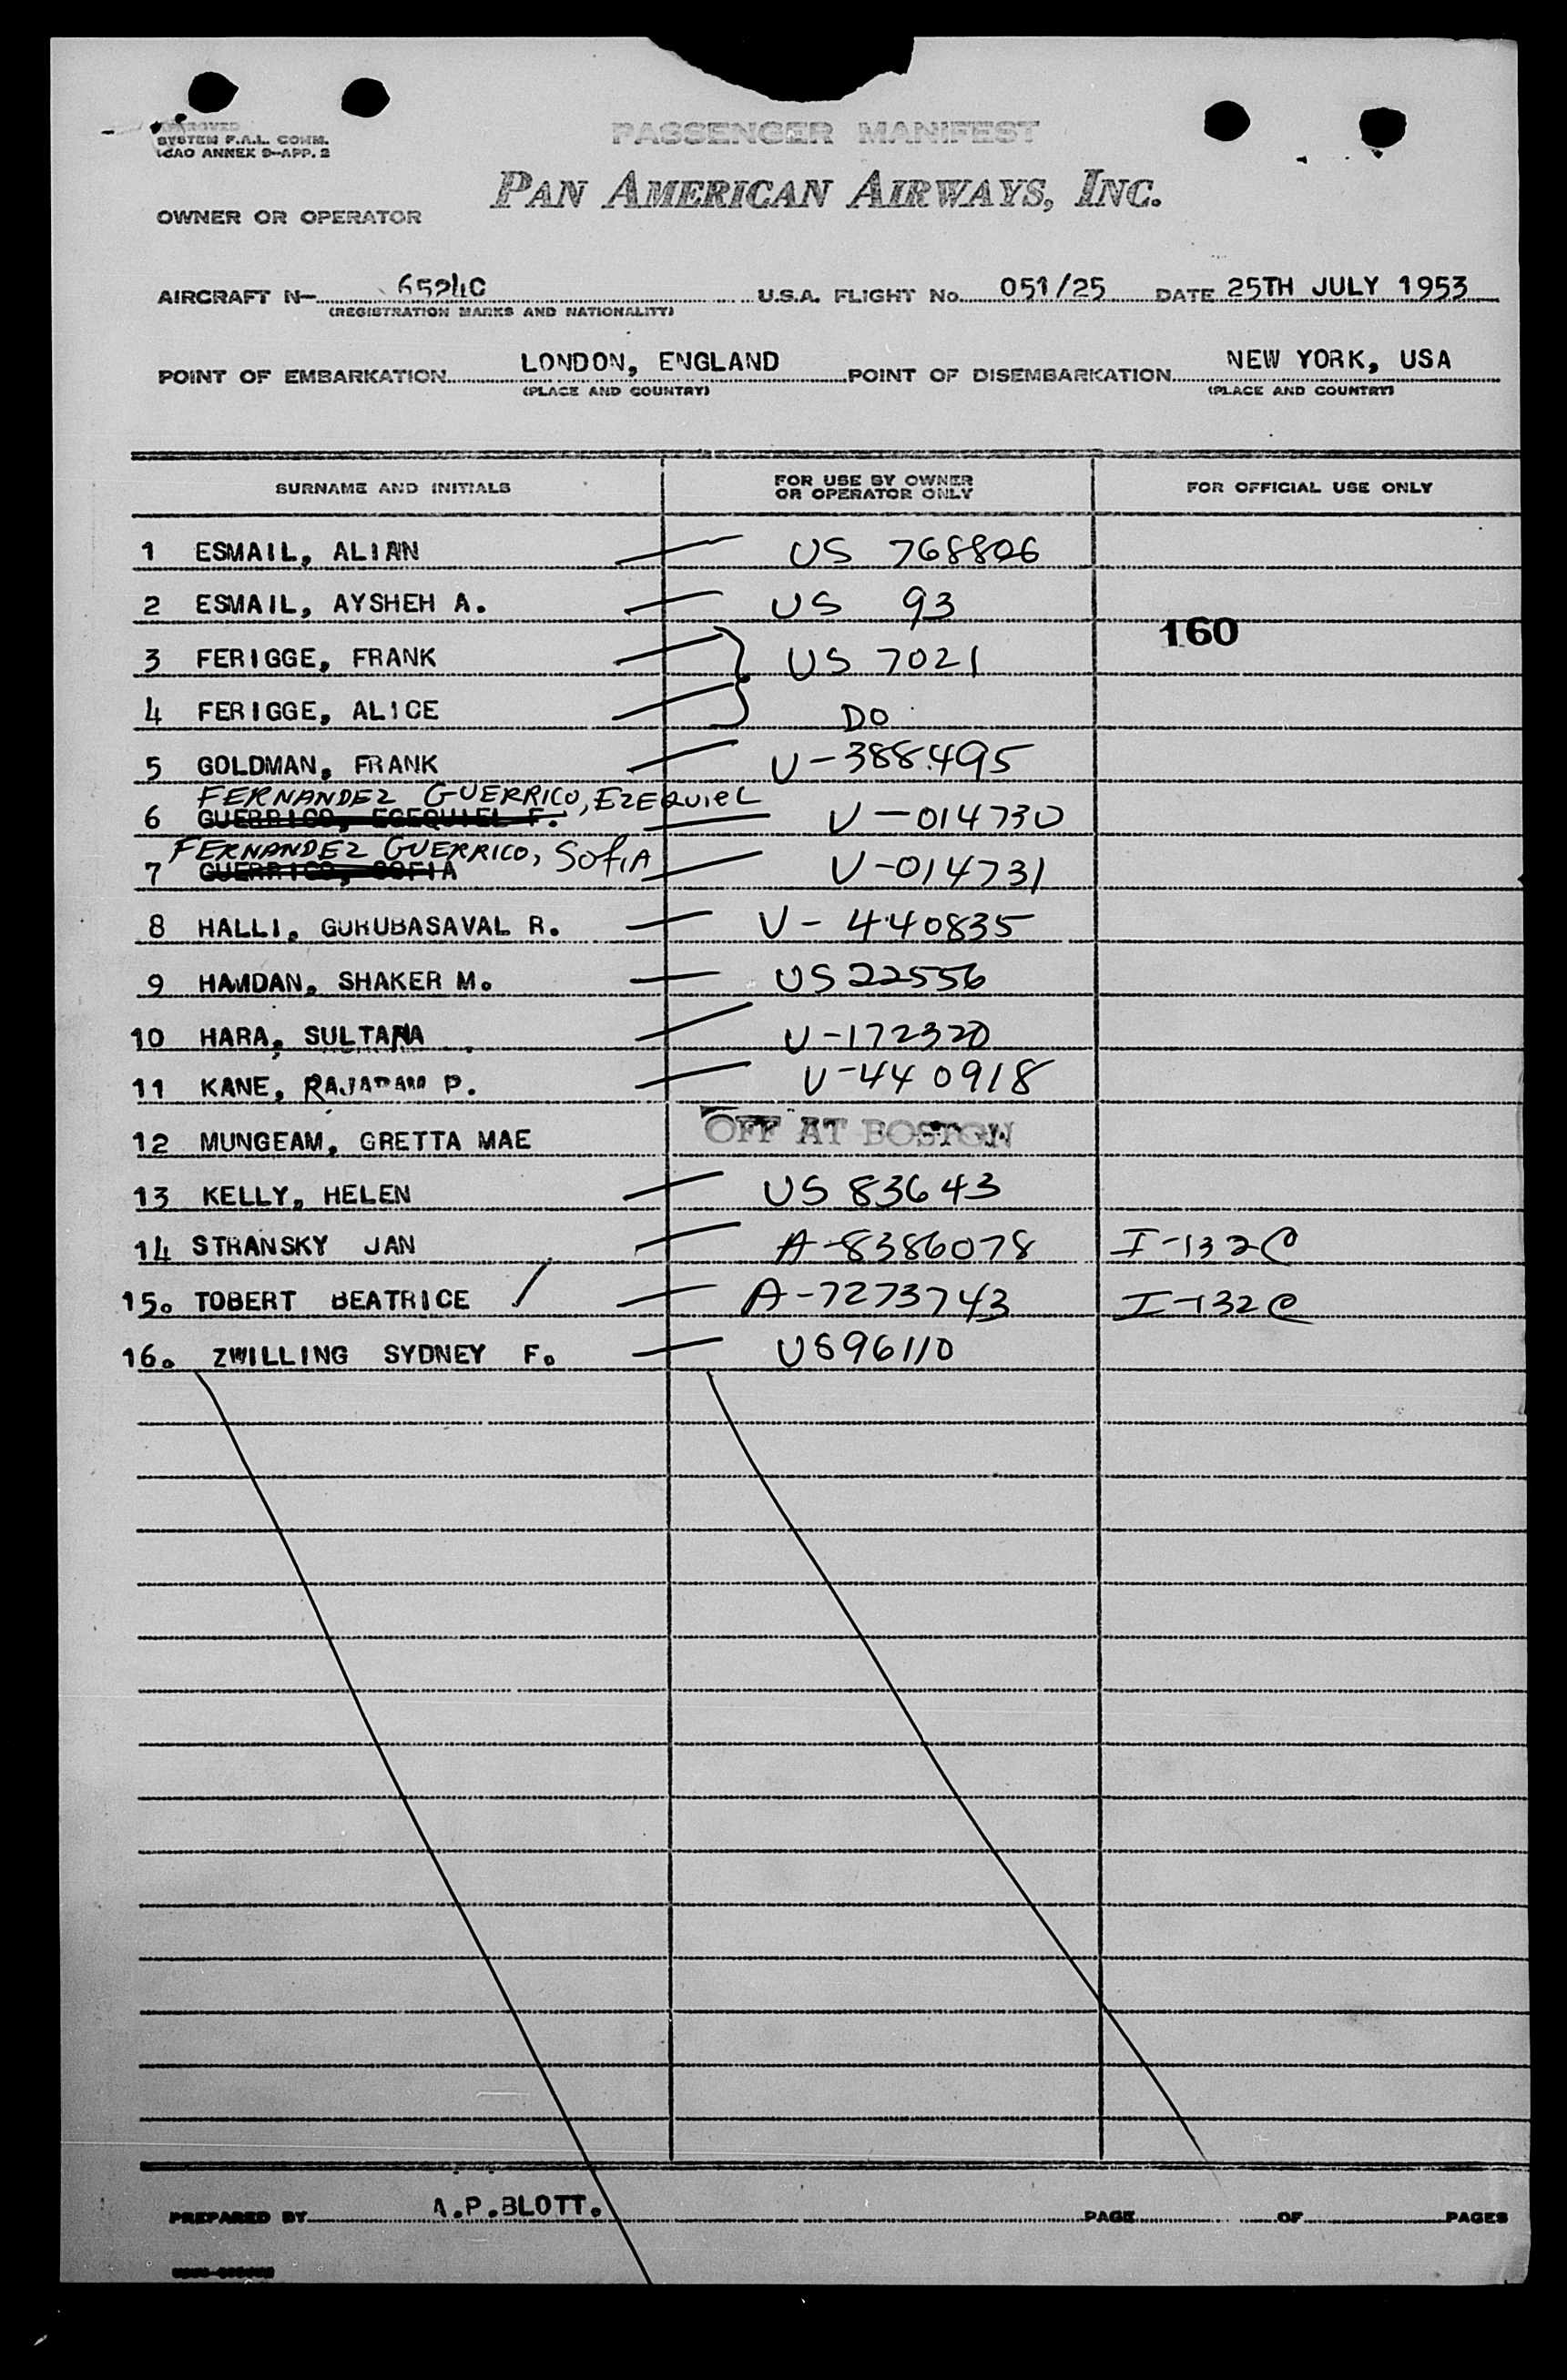 APPROVED
SYSTEM F.A.L. COMM.
ICAO ANNEX 9-APP. 2
PASSENGER MANIFEST
PAN AMERICAN AIRWAYS, INC.
OWNER OR OPERATOR
AIRCRAFT N- 6524C U.S.A. FLIGHT No. 051/25 DATE 25TH JULY 1953
(REGISTRATION MARKS AND NATIONALITY)
POINT OF EMBARKATION LONDON, ENGLAND POINT OF DISEMBARKATION NEW YORK, USA
(PLACE AND COUNTRY) (PLACE AND COUNTRY)
SURNAME AND INITIALS FOR USE BY OWNER OR OPERATOR ONLY FOR OFFICIAL USE ONLY
1 ESMAIL, ALIAN US 768806
2 ESMAIL, AYSHEH A. US 93
160
3 FERIGGE, FRANK US 7021
4 FERIGGE, ALICE DO
5 GOLDMAN, FRANK V-388495
FERNANDEZ GUERRICO, EZEQUIEL
6 GUERRICO, EGEQUIEL F. V-014730
FERNANDEZ GUERRICO, SOFIA
7 GUERRICO, SOFIA V-014731
8 HALLI, GURUBASAVAL R. V-440835
9 HAMDAN, SHAKER M. US 22556
10 HARA, SULTANA V-172320
11 KANE, RAJARAM P. V-440918
12 MUNGEAM, GRETTA MAE OFF AT BOSTON
13 KELLY, HELEN US 83643
14 STRANSKY JAN A-8386078 I-132C
15. TOBERT BEATRICE A-7273743 I-132C
16. ZWILLING SYDNEY F. US96110
PREPARED BY A.P.BLOTT. PAGE OF PAGES